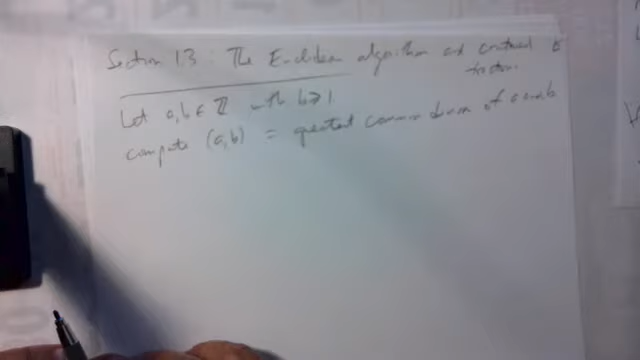 Section 1.3 : The Euclidean algorithm and continued
fractions
Let a, b ∈ ℤ with b ≥ 1
compute (a, b) = greatest common divisor of a and b